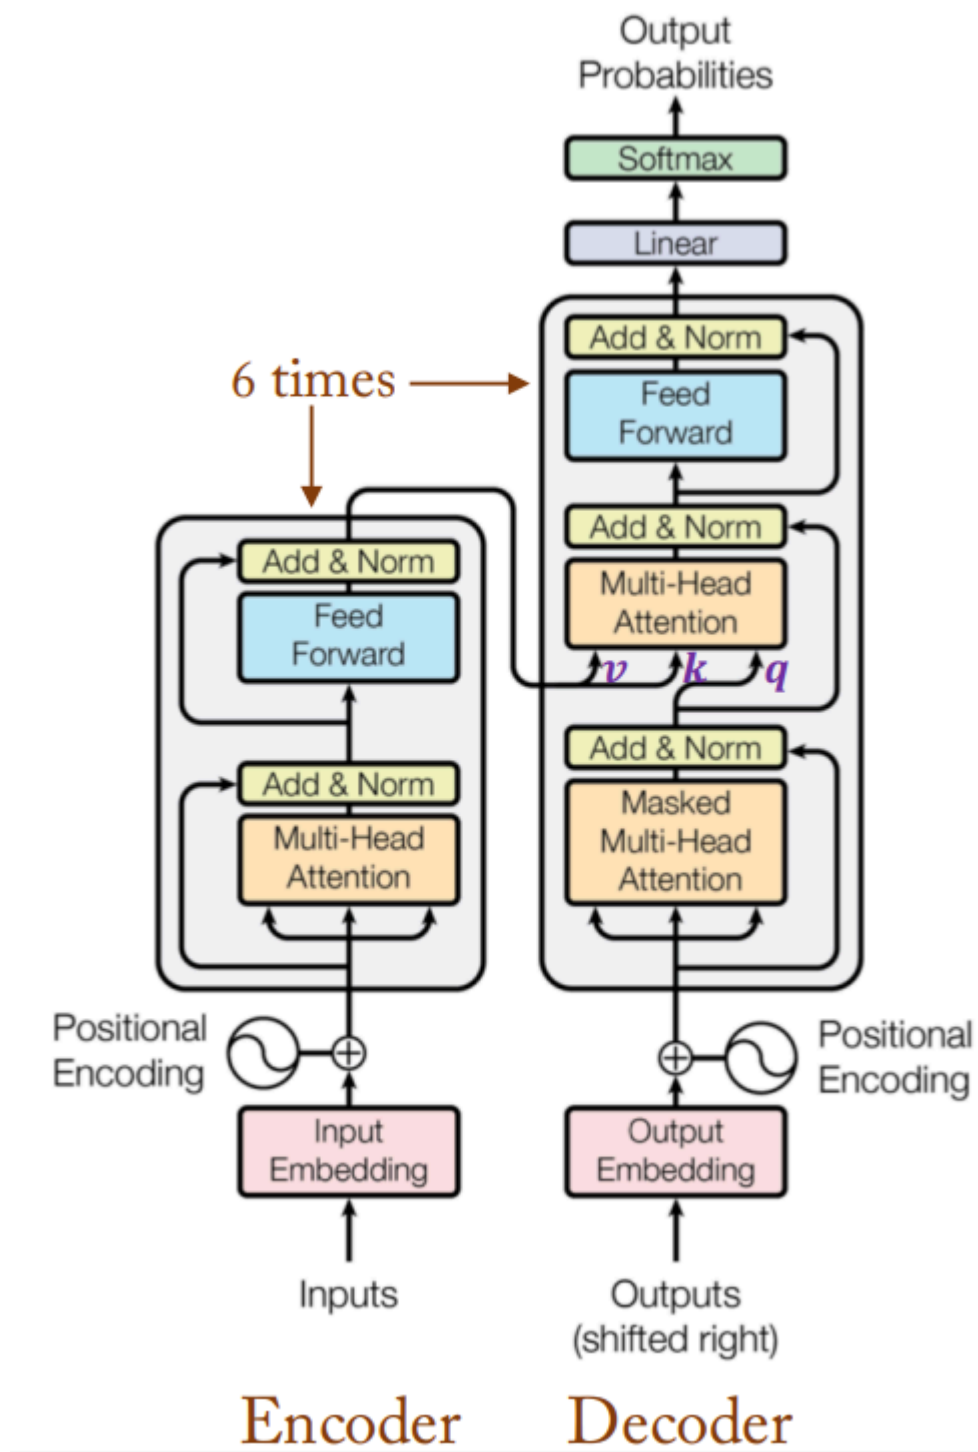 Output
Probabilities
Softmax
Linear
Add & Norm
Feed
Forward
6 times
Add & Norm
Multi-Head
Attention
v k q
Add & Norm
Feed
Forward
Add & Norm
Masked
Multi-Head
Attention
Add & Norm
Multi-Head
Attention
Positional
Encoding
Positional
Encoding
Input
Embedding
Output
Embedding
Inputs
Outputs
(shifted right)
Encoder
Decoder